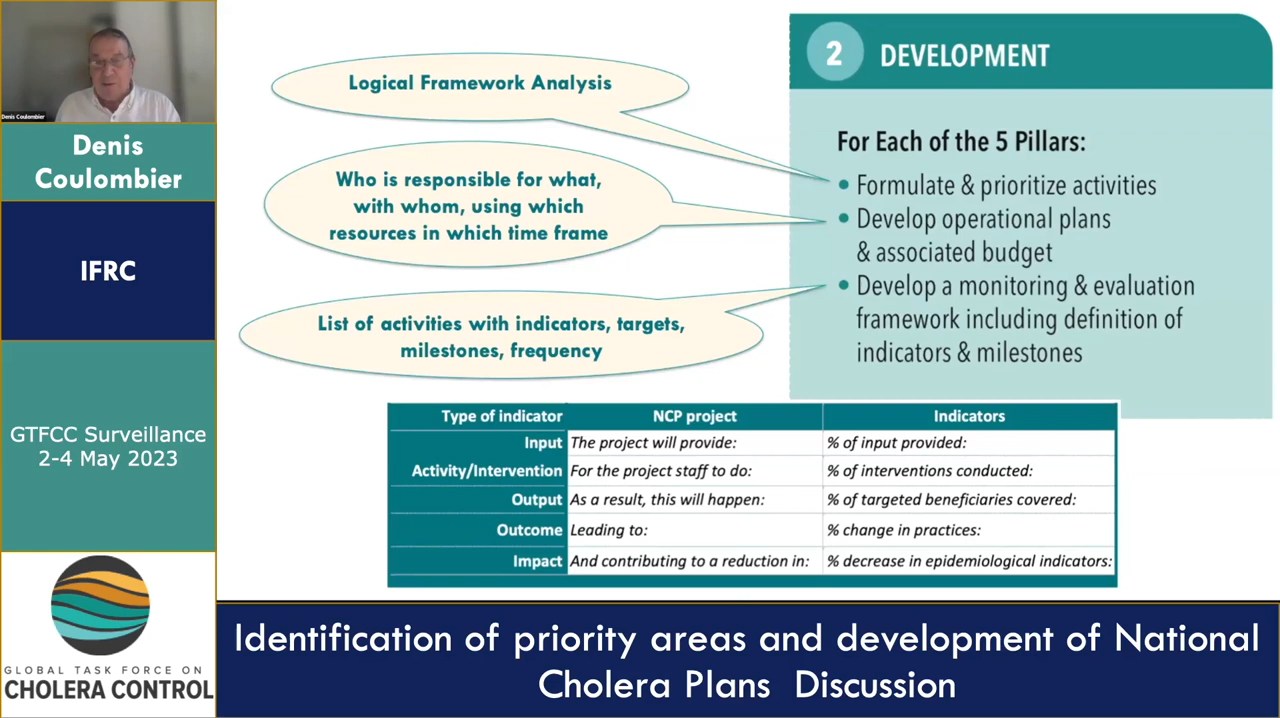 Denis Coulombier
Denis
Coulombier
IFRC
GTFCC Surveillance
2-4 May 2023
GLOBAL TASK FORCE ON
CHOLERA CONTROL
Logical Framework Analysis
Who is responsible for what,
with whom, using which
resources in which time frame
List of activities with indicators, targets,
milestones, frequency
2 DEVELOPMENT
For Each of the 5 Pillars:
• Formulate & prioritize activities
• Develop operational plans
& associated budget
• Develop a monitoring & evaluation
framework including definition of
indicators & milestones
Type of indicator NCP project Indicators
Input The project will provide: % of input provided:
Activity/Intervention For the project staff to do: % of interventions conducted:
Output As a result, this will happen: % of targeted beneficiaries covered:
Outcome Leading to: % change in practices:
Impact And contributing to a reduction in: % decrease in epidemiological indicators:
Identification of priority areas and development of National
Cholera Plans Discussion